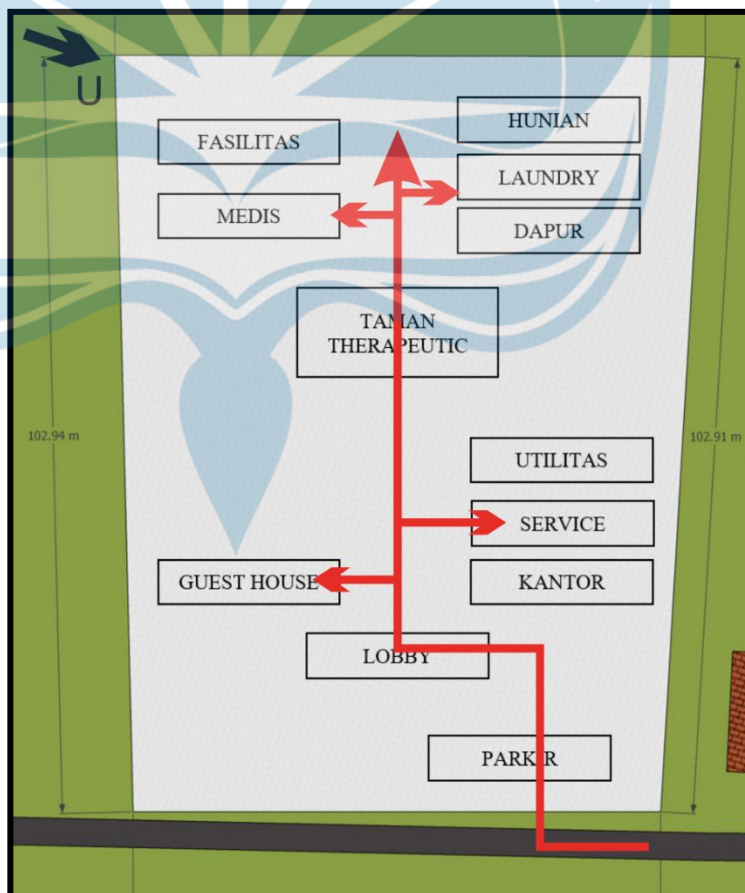 U
FASILITAS
HUNIAN
LAUNDRY
MEDIS
DAPUR
TAMAN
THERAPEUTIC
102.94 m
102.91 m
UTILITAS
SERVICE
GUEST HOUSE
KANTOR
LOBBY
PARKIR